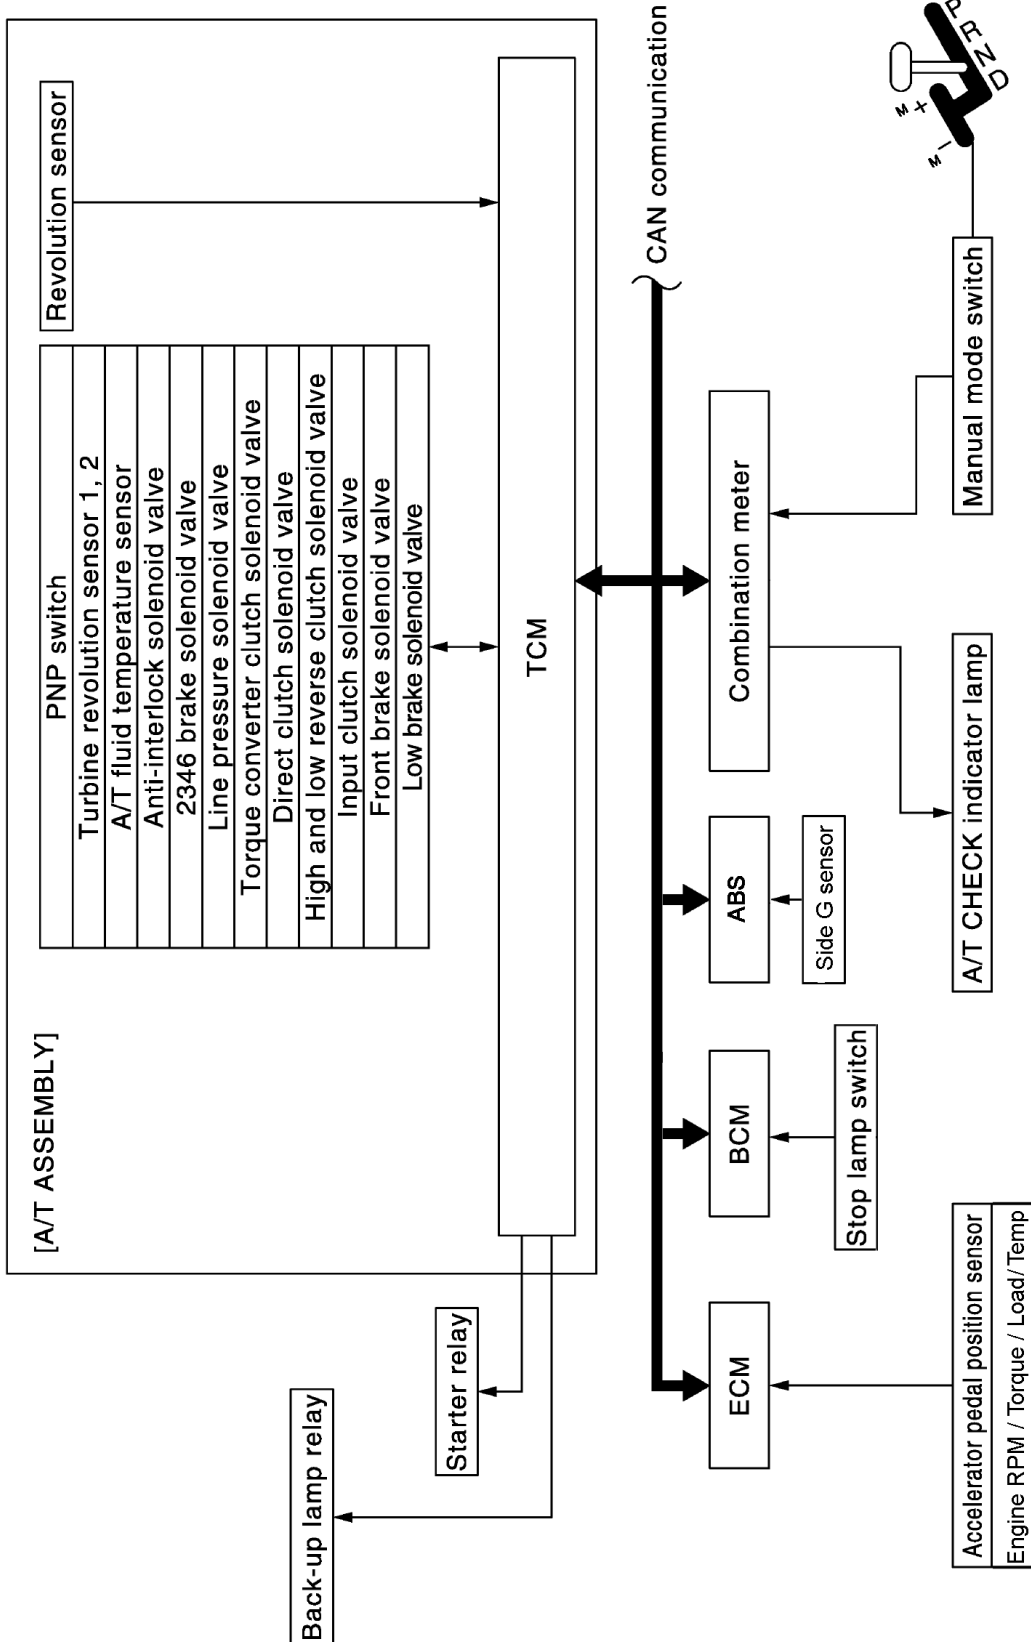 [A/T ASSEMBLY]
PNP switch
Turbine revolution sensor 1, 2
A/T fluid temperature sensor
Anti-interlock solenoid valve
2346 brake solenoid valve
Line pressure solenoid valve
Torque converter clutch solenoid valve
Direct clutch solenoid valve
High and low reverse clutch solenoid valve
Input clutch solenoid valve
Front brake solenoid valve
Low brake solenoid valve
Revolution sensor
TCM
Back-up lamp relay
Starter relay
CAN communication
ECM
BCM
ABS
Combination meter
Stop lamp switch
Side G sensor
Accelerator pedal position sensor
Engine RPM / Torque / Load/Temp
A/T CHECK indicator lamp
Manual mode switch
M -
M +
P
R
N
D